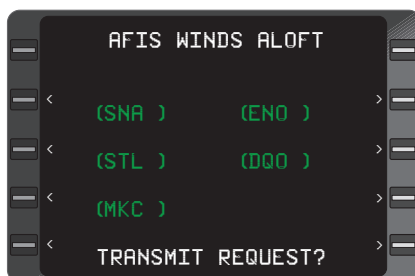 AFIS WINDS ALOFT
< >
(SNA ) (ENO )
< >
(STL ) (DQO )
< >
(MKC )
< >
TRANSMIT REQUEST?